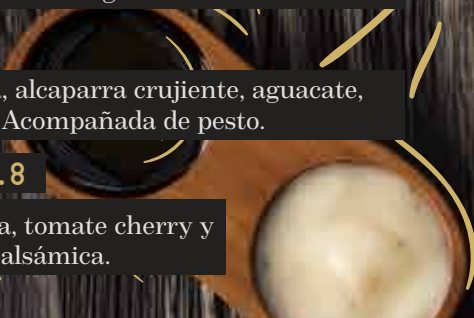 , alcaparra crujiente, aguacate,
Acompañada de pesto.
.8
a, tomate cherry y
alsámica.